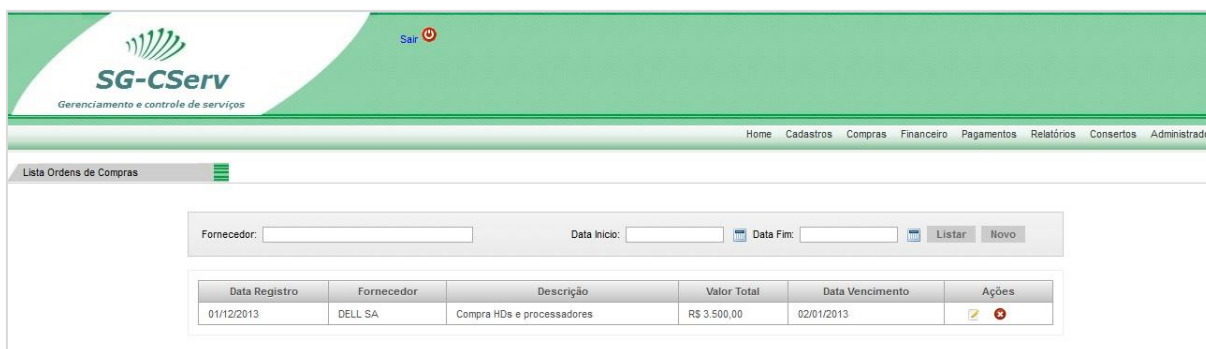 Sair
SG-CServ
Gerenciamento e controle de serviços
Home Cadastros Compras Financeiro Pagamentos Relatórios Consertos Administrad
Lista Ordens de Compras
Fornecedor: Data Inicio: Data Fim: Listar Novo
Data Registro Fornecedor Descrição Valor Total Data Vencimento Ações
01/12/2013 DELL SA Compra HDs e processadores R$ 3.500,00 02/01/2013